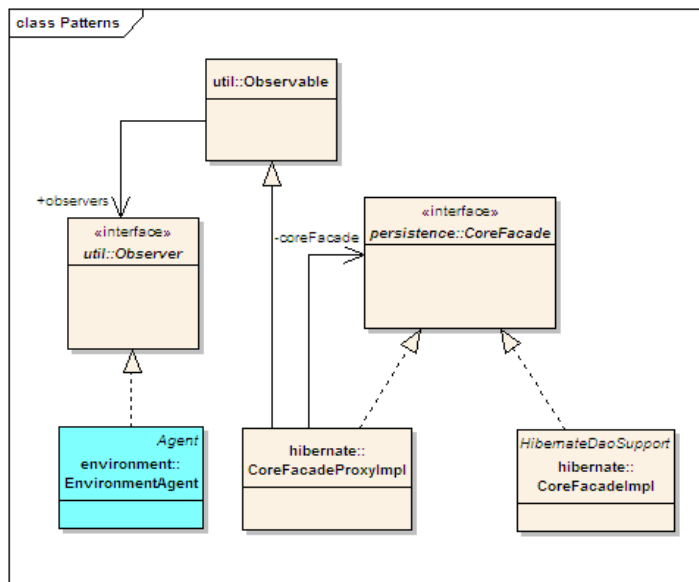 class Patterns
util::Observable
+observers
«interface»
util::Observer
-coreFacade
«interface»
persistence::CoreFacade
Agent
environment::
EnvironmentAgent
hibernate::
CoreFacadeProxyImpl
HibernateDaoSupport
hibernate::
CoreFacadeImpl